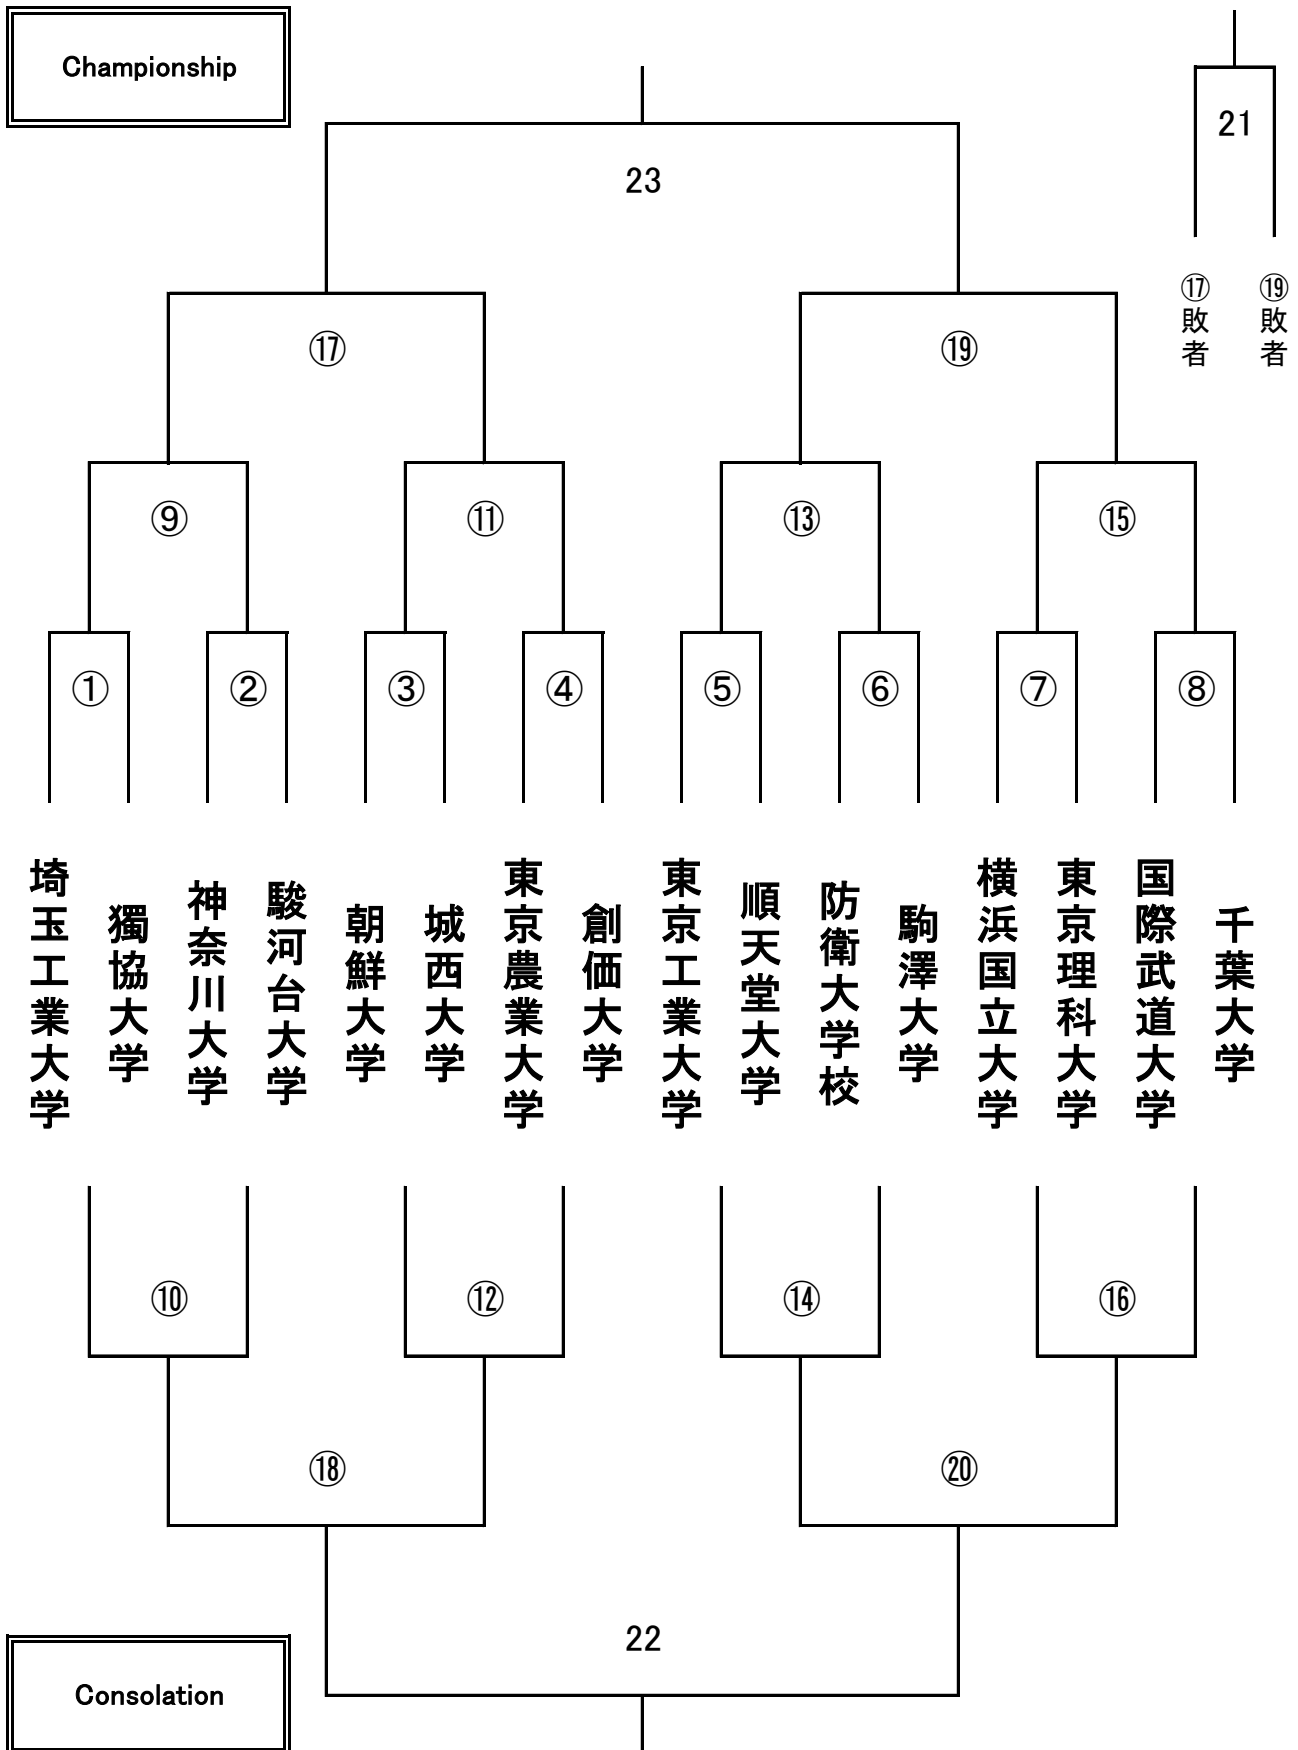 Championship
21
23
⑰敗者
⑲敗者
⑰
⑲
⑨
⑪
⑬
⑮
①
②
③
④
⑤
⑥
⑦
⑧
埼玉工業大学
獨協大学
神奈川大学
駿河台大学
朝鮮大学
城西大学
東京農業大学
創価大学
東京工業大学
順天堂大学
防衛大学校
駒澤大学
横浜国立大学
東京理科大学
国際武道大学
千葉大学
⑩
⑫
⑭
⑯
⑱
⑳
22
Consolation